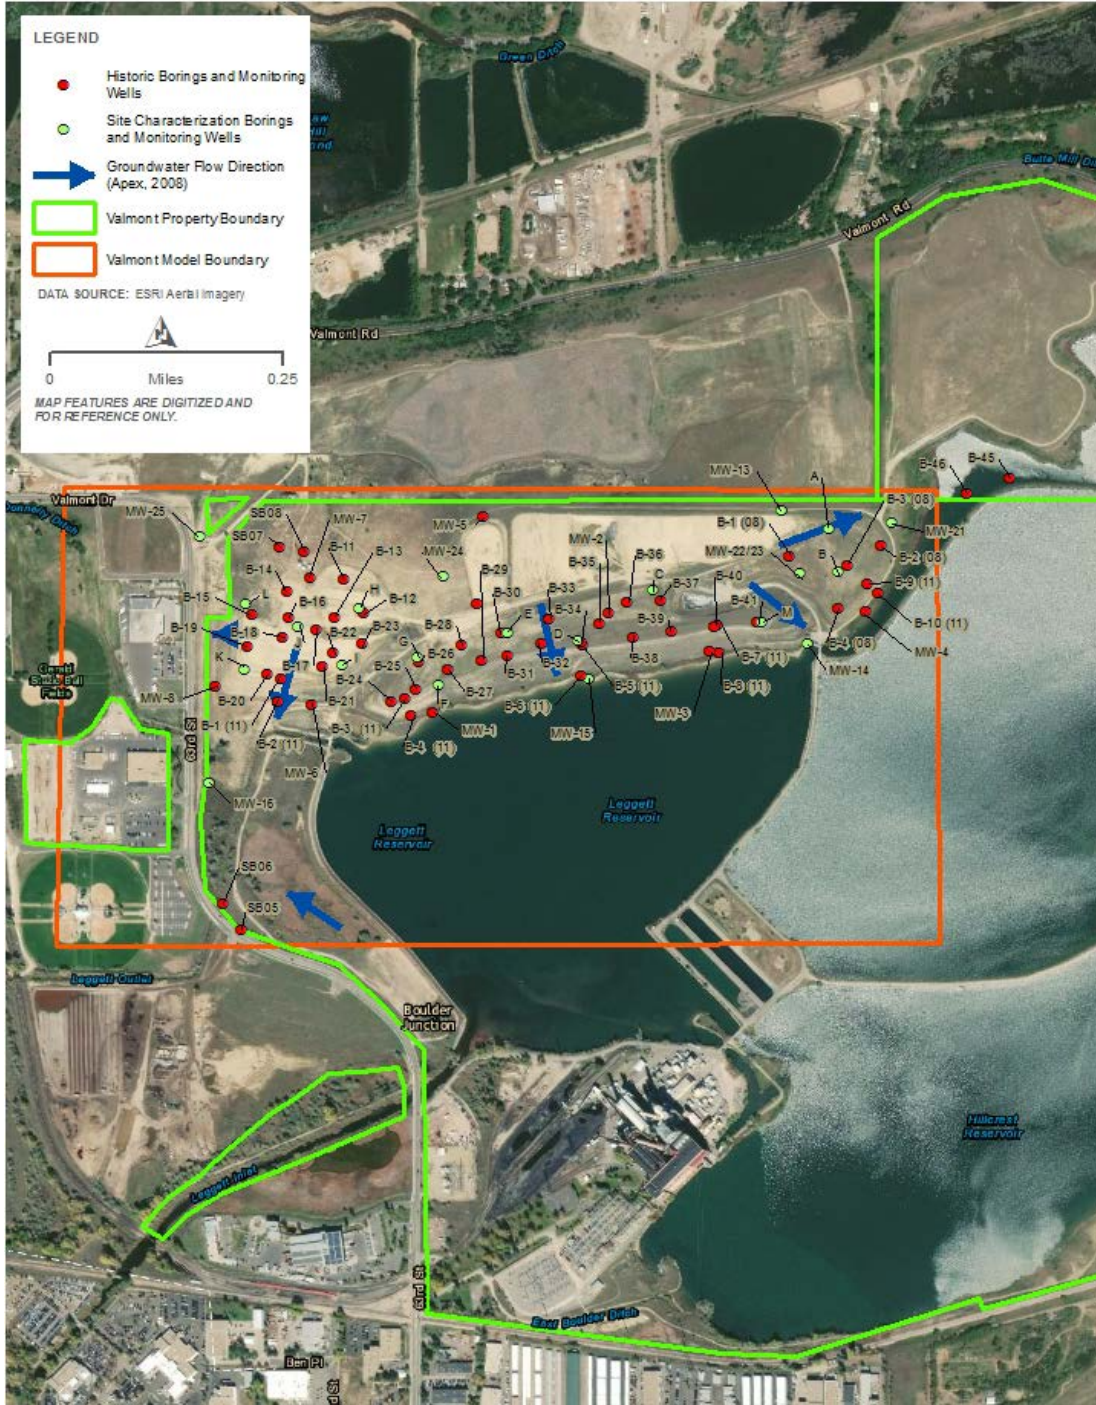 LEGEND
Historic Borings and Monitoring
Wells
Site Characterization Borings
and Monitoring Wells
Groundwater Flow Direction
(Apex, 2008)
Valmont Property Boundary
Valmont Model Boundary
DATA SOURCE: ESRI Aerial Imagery
0 Miles 0.25
MAP FEATURES ARE DIGITIZED AND
FOR REFERENCE ONLY.
Green Ditch
Butte Mill
Valmont Rd
Valmont Rd
Valmont Dr
Donnelly Ditch
MW-25
SB08
MW-7
SB07
B-11
B-13
MW-5
MW-24
B-29
B-30
MW-2
B-35
B-33
B-36
C
B-37
B-40
MW-13
A
B-1 (08)
MW-22/23
B
B-3 (08)
B-46
B-45
MW-21
B-2 (08)
B-9 (11)
B-10 (11)
MW-4
B-4 (08)
MW-14
B-14
B-15
L
B-16
H
B-12
B-19
B-18
B-22
B-23
G
B-28
E
B-34
B-39
B-41
M
K
B-17
I
B-26
B-25
D
B-32
B-31
B-38
B-7 (11)
MW-8
B-20
B-21
B-24
B-27
F
B-5 (11)
B-6 (11)
B-8 (11)
B-1 (11)
B-2 (11)
B-3 (11)
B-4 (11)
MW-1
MW-15
MW-3
MW-6
63rd St
MW-16
Leggett
Reservoir
Leggett
Reservoir
SB06
SB05
Leggett Outlet
Boulder
Junction
Hillcrest
Reservoir
Leggett Inlet
63rd St
East Boulder Ditch
Ben Pl
rd St